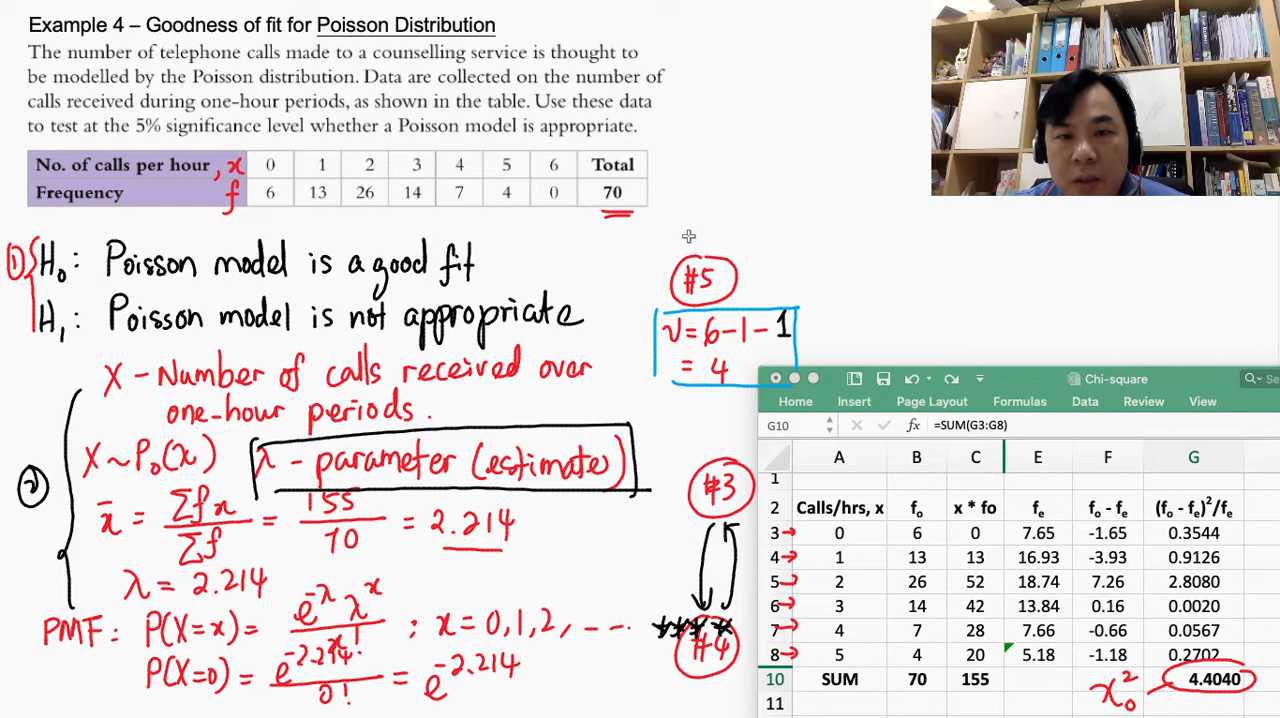 Example 4 – Goodness of fit for Poisson Distribution
The number of telephone calls made to a counselling service is thought to
be modelled by the Poisson distribution. Data are collected on the number of
calls received during one-hour periods, as shown in the table. Use these data
to test at the 5% significance level whether a Poisson model is appropriate.
No. of calls per hour , x 0 1 2 3 4 5 6 Total
Frequency f 6 13 26 14 7 4 0 70
① H₀: Poisson model is a good fit
H₁: Poisson model is not appropriate
X - Number of calls received over
one-hour periods.
②
X ~ P₀(x) λ - parameter (estimate)
x̄ = Σfx / Σf = 155 / 70 = 2.214
λ = 2.214
PMF: P(X=x) = e^-λ λ^x / x! ; x = 0, 1, 2, -----
P(X=0) = e^-2.214 / 0! = e^-2.214
#5
ν = 6-1-1
= 4
#3
#4
Chi-square
Home Insert Page Layout Formulas Data Review View
G10 fx =SUM(G3:G8)
A B C E F G
1
2 Calls/hrs, x fo x * fo fe fo - fe (fo - fe)²/fe
3 0 6 0 7.65 -1.65 0.3544
4 1 13 13 16.93 -3.93 0.9126
5 2 26 52 18.74 7.26 2.8080
6 3 14 42 13.84 0.16 0.0020
7 4 7 28 7.66 -0.66 0.0567
8 5 4 20 5.18 -1.18 0.2702
10 SUM 70 155 4.4040
χ²₀
11